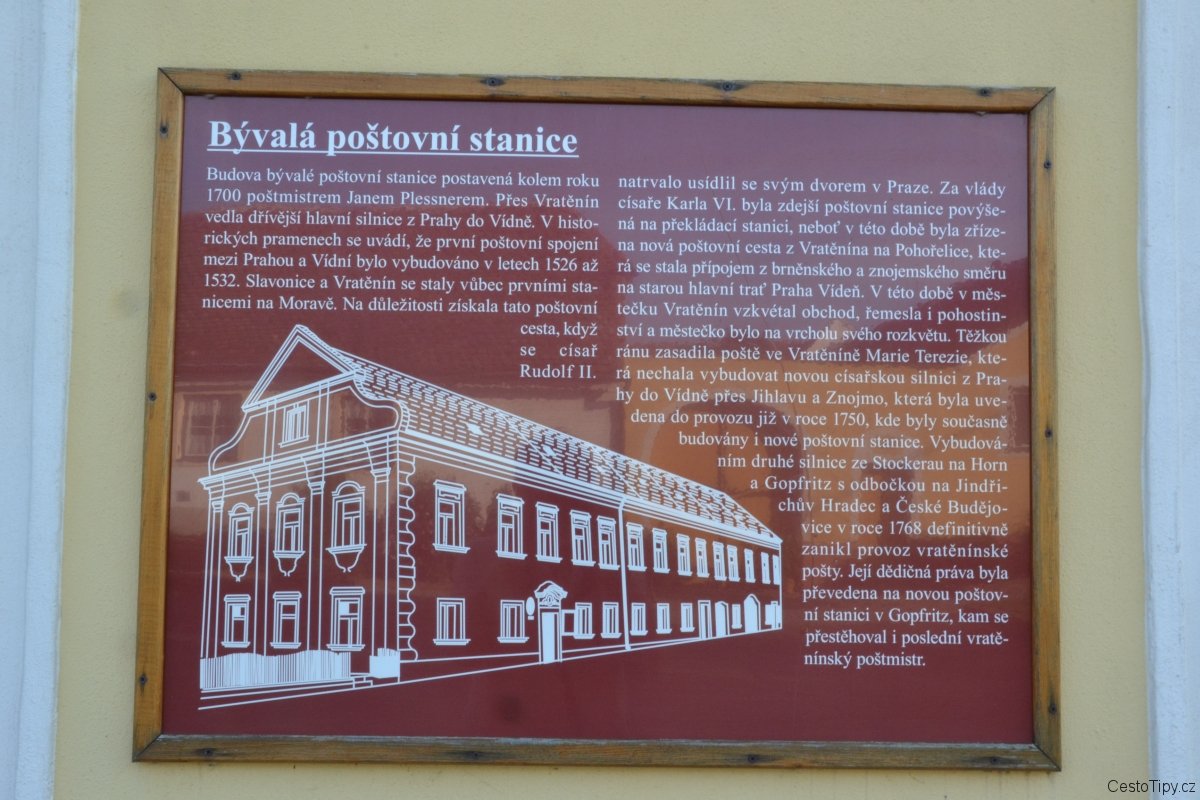 Bývalá poštovní stanice
Budova bývalé poštovní stanice postavená kolem roku
1700 poštmistrem Janem Plessnerem. Přes Vratěnín
vedla dřívější hlavní silnice z Prahy do Vídně. V histo-
rických pramenech se uvádí, že první poštovní spojení
mezi Prahou a Vídní bylo vybudováno v letech 1526 až
1532. Slavonice a Vratěnín se staly vůbec prvními sta-
nicemi na Moravě. Na důležitosti získala tato poštovní
cesta, když
se císař
Rudolf II.
natrvalo usídlil se svým dvorem v Praze. Za vlády
císaře Karla VI. byla zdejší poštovní stanice povýše-
ná na překládací stanici, neboť v této době byla zříze-
na nová poštovní cesta z Vratěnína na Pohořelice, kte-
rá se stala přípojem z brněnského a znojemského směru
na starou hlavní trať Praha Vídeň. V této době v měs-
tečku Vratěnín vzkvétal obchod, řemesla i pohostin-
ství a městečko bylo na vrcholu svého rozkvětu. Těžkou
ránu zasadila poště ve Vratěníně Marie Terezie, kte-
rá nechala vybudovat novou císařskou silnici z Pra-
hy do Vídně přes Jihlavu a Znojmo, která byla uve-
dena do provozu již v roce 1750, kde byly současně
budovány i nové poštovní stanice. Vybudová-
ním druhé silnice ze Stockerau na Horn
a Gopfritz s odbočkou na Jindři-
chův Hradec a České Budějo-
vice v roce 1768 definitivně
zanikl provoz vratěnínské
pošty. Její dědičná práva byla
převedena na novou poštov-
ní stanici v Gopfritz, kam se
přestěhoval i poslední vratě-
nínský poštmistr.
CestoTipy.cz